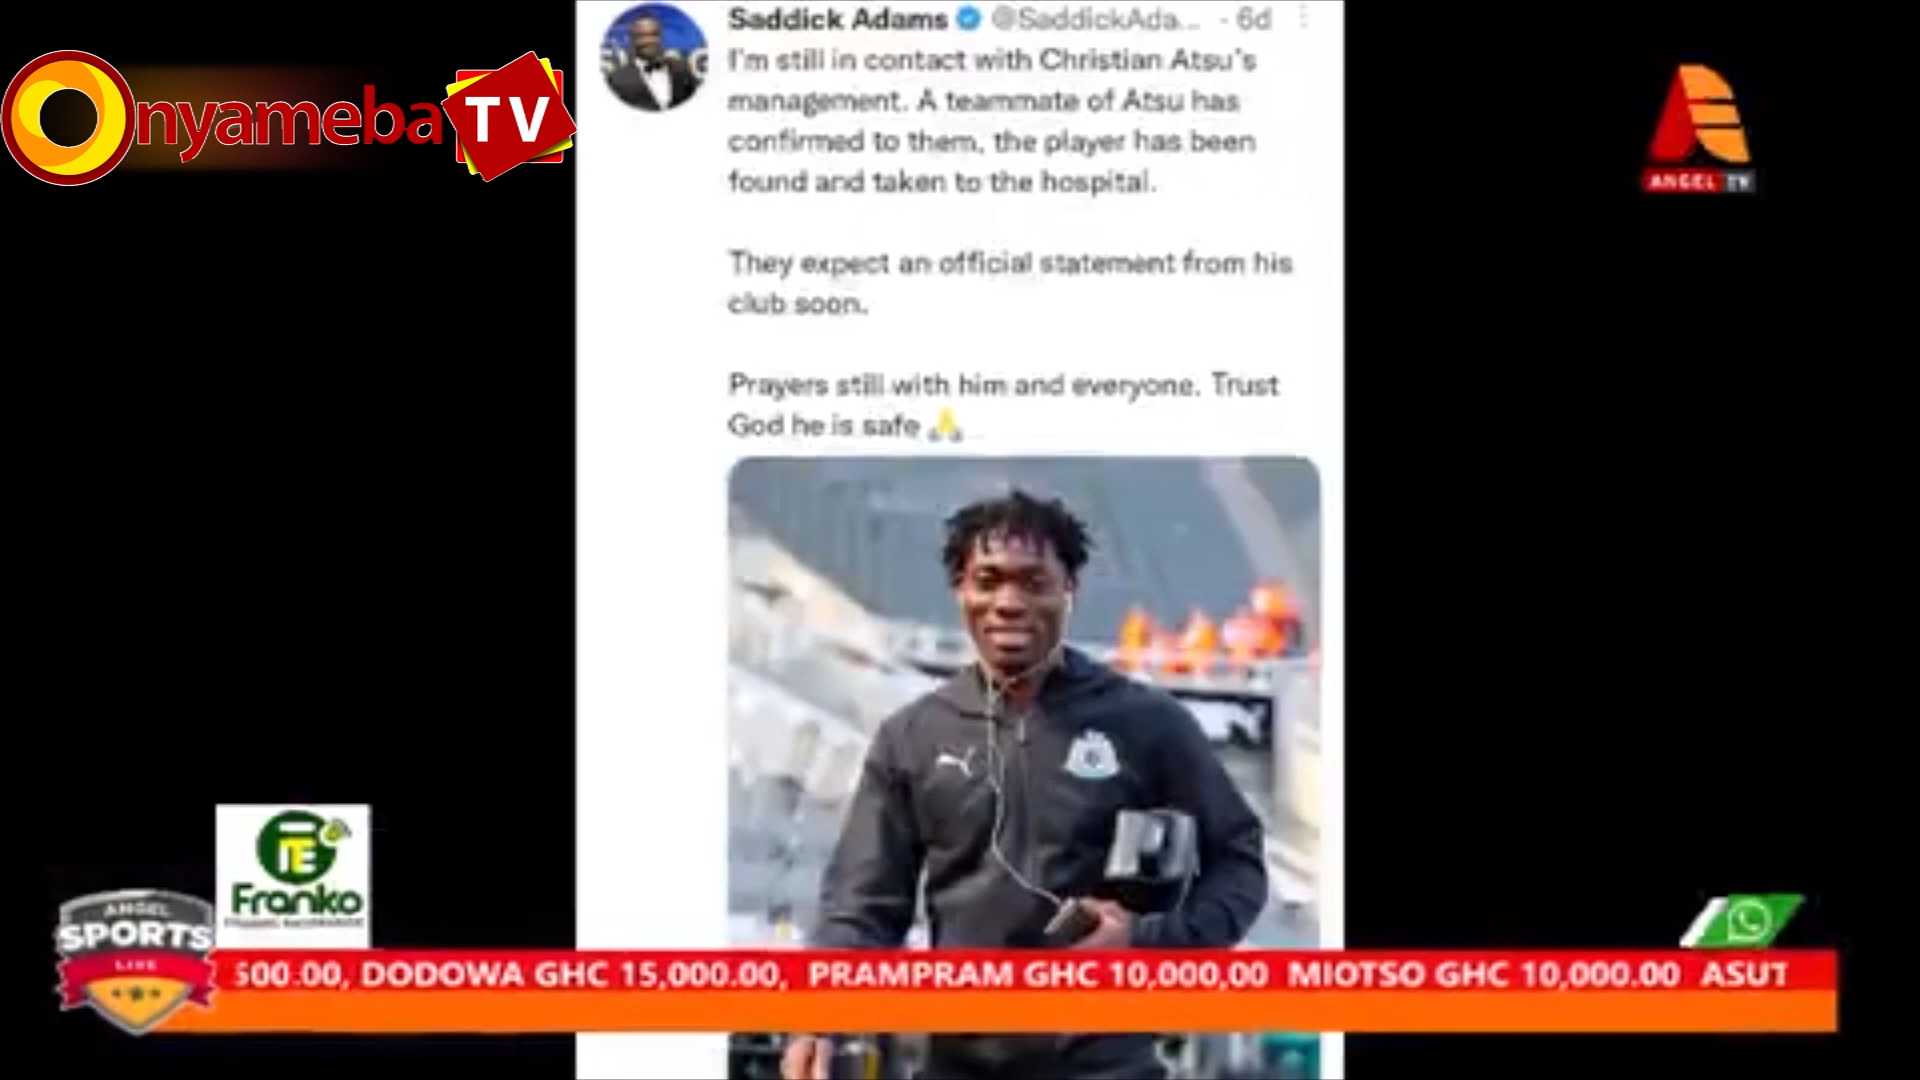 Saddick Adams @SaddickAda... · 6d
I'm still in contact with Christian Atsu's
management. A teammate of Atsu has
confirmed to them, the player has been
found and taken to the hospital.
They expect an official statement from his
club soon.
Prayers still with him and everyone. Trust
God he is safe 🙏
Onyameba TV
ANGEL TV
Franko
ANGEL
SPORTS
LIVE
500.00, DODOWA GHC 15,000.00, PRAMPRAM GHC 10,000,00 MIOTSO GHC 10,000.00 ASUT